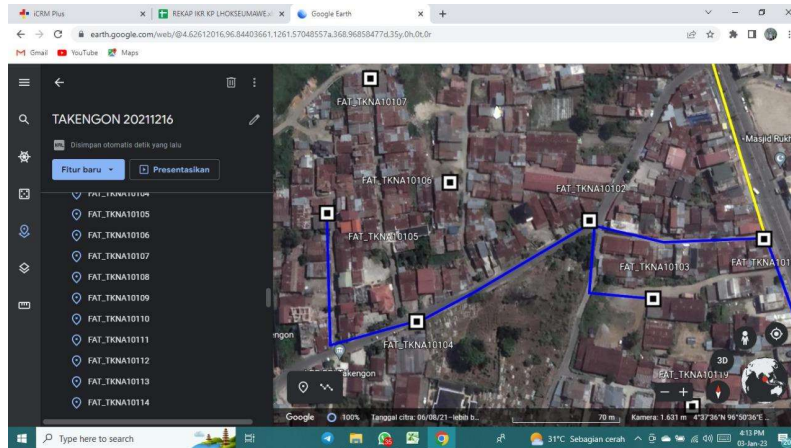 iCRM Plus
REKAP IKR KP LHOKSEUMAWE.xl
Google Earth
earth.google.com/web/@4.62612016,96.84403661,1261.57048557a,368.96858477d,35y,0h,0t,0r
Gmail
YouTube
Maps
TAKENGON 20211216
Disimpan otomatis detik yang lalu
Fitur baru
Presentasikan
FAT_TKNA10104
FAT_TKNA10105
FAT_TKNA10106
FAT_TKNA10107
FAT_TKNA10108
FAT_TKNA10109
FAT_TKNA10110
FAT_TKNA10111
FAT_TKNA10112
FAT_TKNA10113
FAT_TKNA10114
FAT_TKNA10107
Masjid Rukh
FAT_TKNA10106
FAT_TKNA10102
FAT_TKNA10105
FAT_TKNA10103
FAT_TKNA101
FAT_TKNA10104
FAT_TKNA10119
3D
Google
100%
Tanggal citra: 06/08/21–lebih b...
70 m
Kamera: 1.631 m
4°37'36"N 96°50'36"E ...
Type here to search
31°C Sebagian cerah
4:13 PM
03-Jan-23